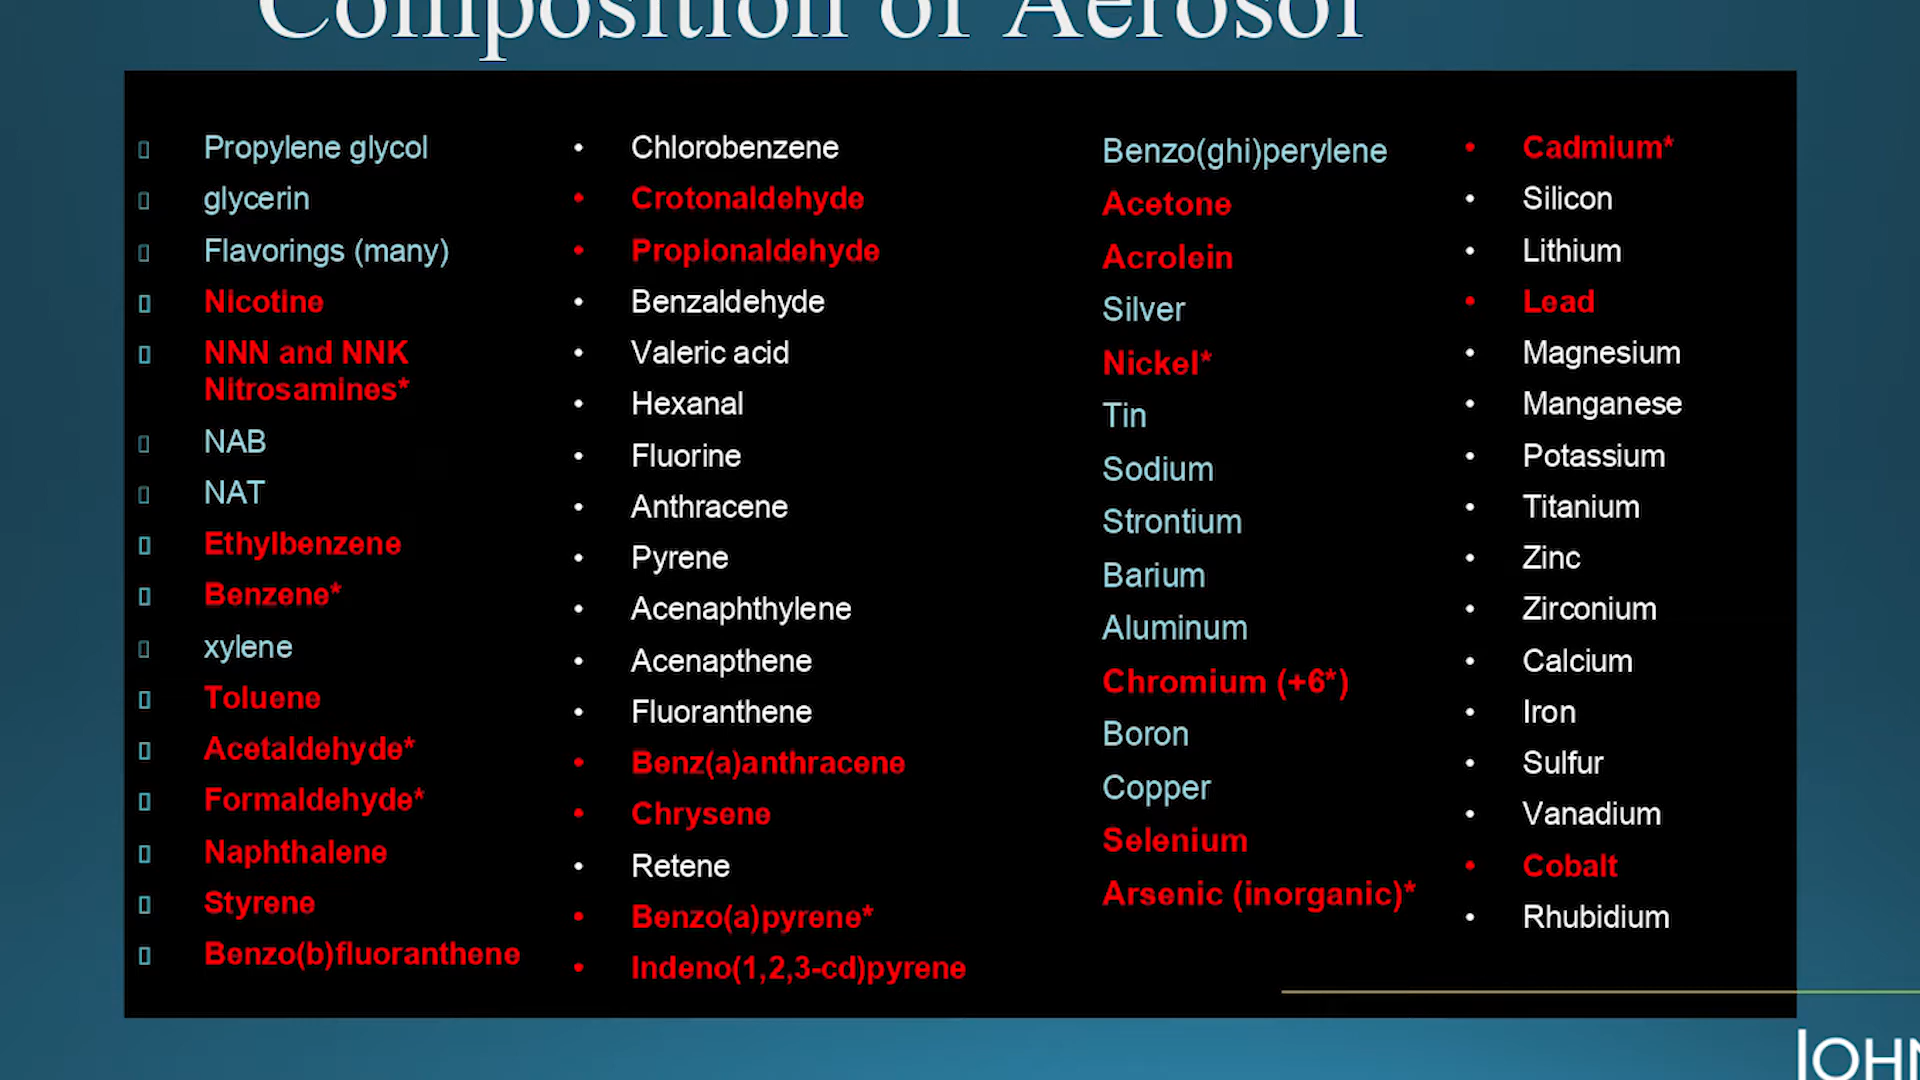 Composition of Aerosol
Propylene glycol
glycerin
Flavorings (many)
Nicotine
NNN and NNK
Nitrosamines*
NAB
NAT
Ethylbenzene
Benzene*
xylene
Toluene
Acetaldehyde*
Formaldehyde*
Naphthalene
Styrene
Benzo(b)fluoranthene
• Chlorobenzene
• Crotonaldehyde
• Propionaldehyde
• Benzaldehyde
• Valeric acid
• Hexanal
• Fluorine
• Anthracene
• Pyrene
• Acenaphthylene
• Acenapthene
• Fluoranthene
• Benz(a)anthracene
• Chrysene
• Retene
• Benzo(a)pyrene*
• Indeno(1,2,3-cd)pyrene
Benzo(ghi)perylene
Acetone
Acrolein
Silver
Nickel*
Tin
Sodium
Strontium
Barium
Aluminum
Chromium (+6*)
Boron
Copper
Selenium
Arsenic (inorganic)*
• Cadmium*
• Silicon
• Lithium
• Lead
• Magnesium
• Manganese
• Potassium
• Titanium
• Zinc
• Zirconium
• Calcium
• Iron
• Sulfur
• Vanadium
• Cobalt
• Rhubidium